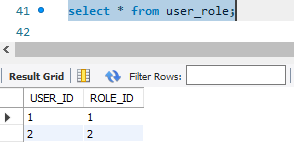 41 select * from user_role;
42
Result Grid Filter Rows:
USER_ID ROLE_ID
1 1
2 2